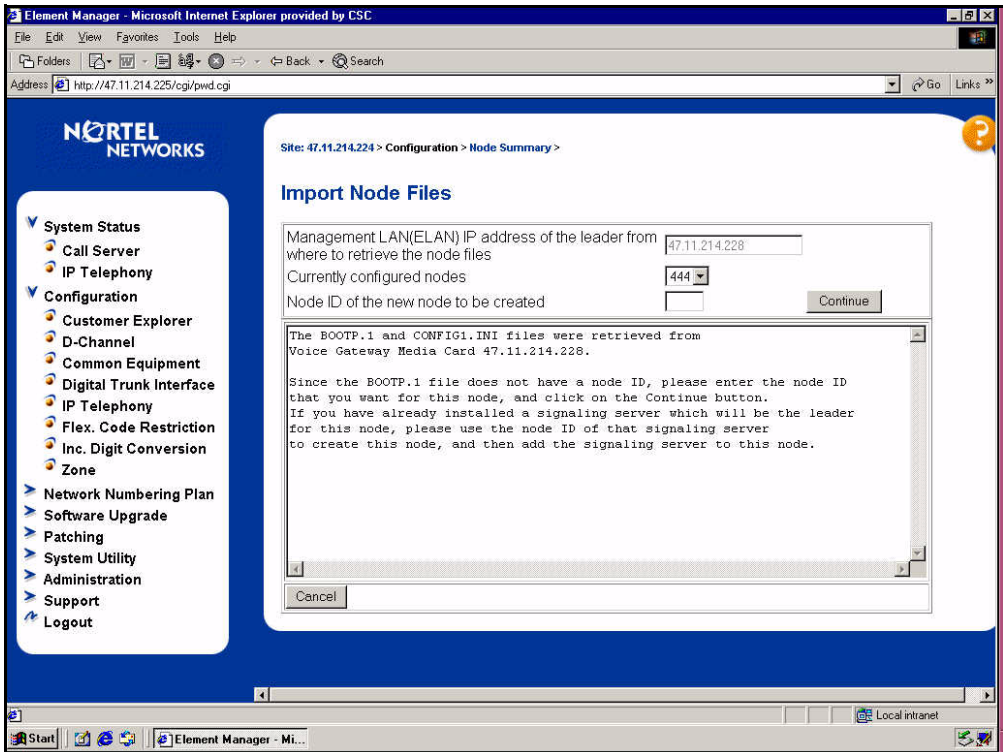 Element Manager - Microsoft Internet Explorer provided by CSC
File Edit View Favorites Tools Help
Folders Back Search
Address http://47.11.214.225/cgi/pwd.cgi Go Links »
NORTEL
NETWORKS
Site: 47.11.214.224 > Configuration > Node Summary >
?
Import Node Files
System Status
Call Server
IP Telephony
Configuration
Customer Explorer
D-Channel
Common Equipment
Digital Trunk Interface
IP Telephony
Flex. Code Restriction
Inc. Digit Conversion
Zone
Network Numbering Plan
Software Upgrade
Patching
System Utility
Administration
Support
Logout
Management LAN(ELAN) IP address of the leader from
where to retrieve the node files
47.11.214.228
Currently configured nodes 444
Node ID of the new node to be created Continue
The BOOTP.1 and CONFIG1.INI files were retrieved from
Voice Gateway Media Card 47.11.214.228.
Since the BOOTP.1 file does not have a node ID, please enter the node ID
that you want for this node, and click on the Continue button.
If you have already installed a signaling server which will be the leader
for this node, please use the node ID of that signaling server
to create this node, and then add the signaling server to this node.
Cancel
Local intranet
Start Element Manager - Mi...